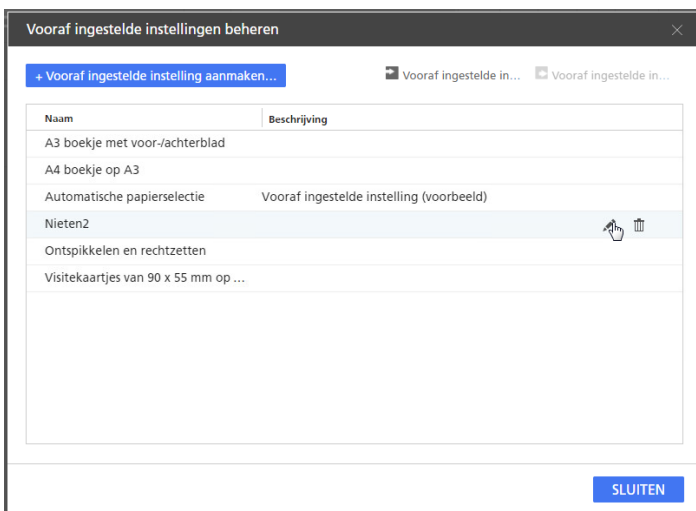 Vooraf ingestelde instellingen beheren
+ Vooraf ingestelde instelling aanmaken...
Vooraf ingestelde in...
Vooraf ingestelde in...
Naam Beschrijving
A3 boekje met voor-/achterblad
A4 boekje op A3
Automatische papierselectie Vooraf ingestelde instelling (voorbeeld)
Nieten2
Ontspikkelen en rechtzetten
Visitekaartjes van 90 x 55 mm op ...
SLUITEN